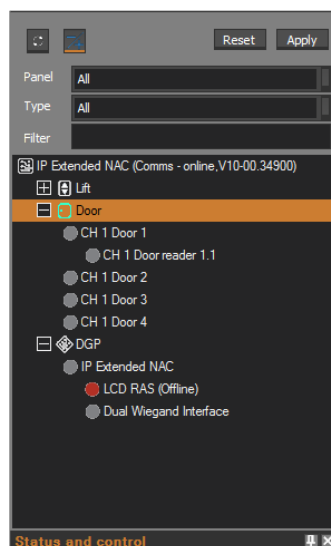 Reset Apply
Panel All
Type All
Filter
IP Extended NAC (Comms - online,V10-00.34900)
Lift
Door
CH 1 Door 1
CH 1 Door reader 1.1
CH 1 Door 2
CH 1 Door 3
CH 1 Door 4
DGP
IP Extended NAC
LCD RAS (Offline)
Dual Wiegand Interface
Status and control